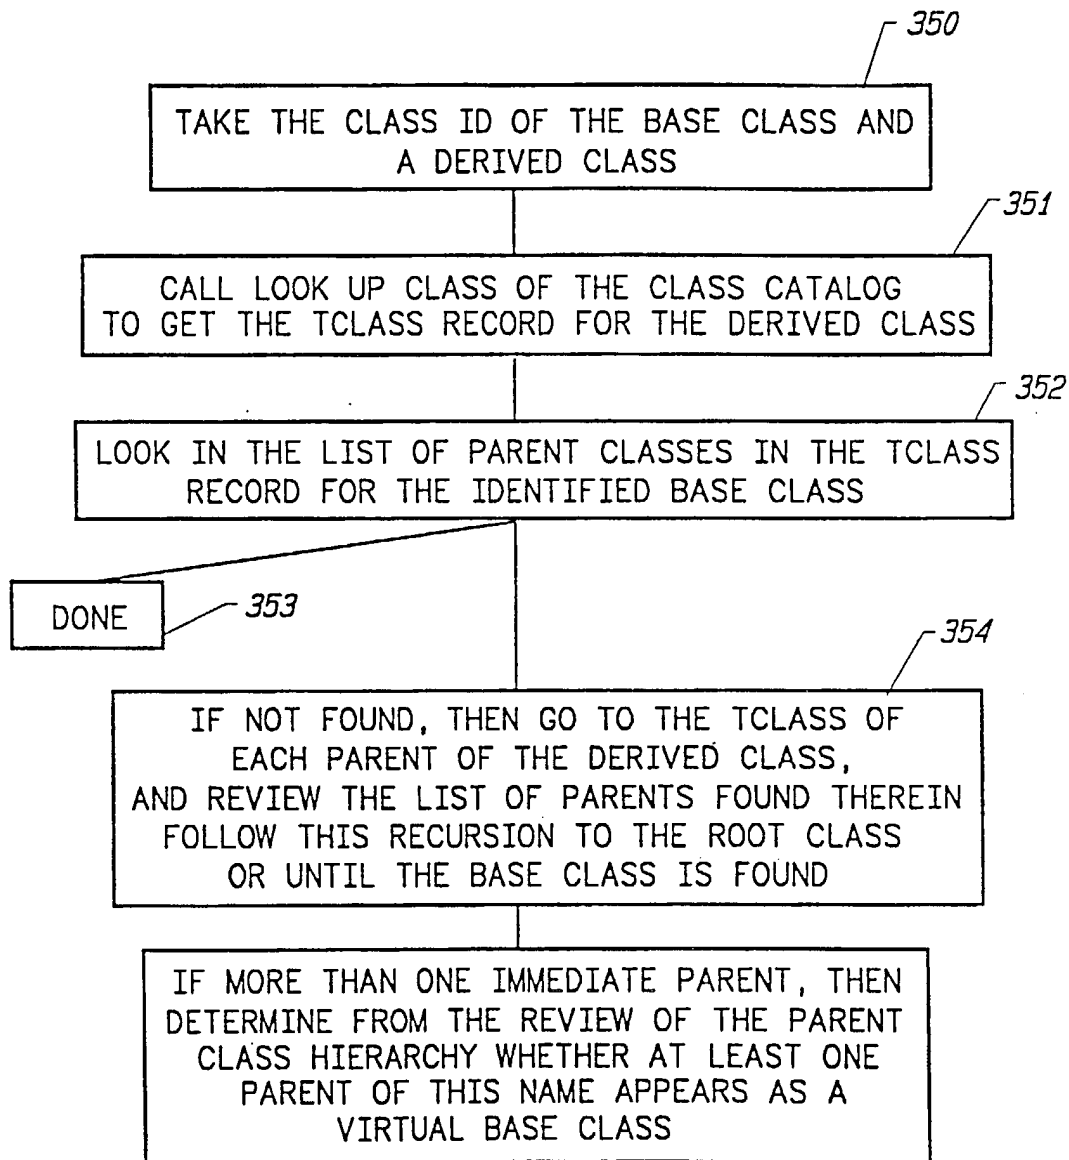 350
TAKE THE CLASS ID OF THE BASE CLASS AND
A DERIVED CLASS
351
CALL LOOK UP CLASS OF THE CLASS CATALOG
TO GET THE TCLASS RECORD FOR THE DERIVED CLASS
352
LOOK IN THE LIST OF PARENT CLASSES IN THE TCLASS
RECORD FOR THE IDENTIFIED BASE CLASS
DONE
353
354
IF NOT FOUND, THEN GO TO THE TCLASS OF
EACH PARENT OF THE DERIVED CLASS,
AND REVIEW THE LIST OF PARENTS FOUND THEREIN
FOLLOW THIS RECURSION TO THE ROOT CLASS
OR UNTIL THE BASE CLASS IS FOUND
IF MORE THAN ONE IMMEDIATE PARENT, THEN
DETERMINE FROM THE REVIEW OF THE PARENT
CLASS HIERARCHY WHETHER AT LEAST ONE
PARENT OF THIS NAME APPEARS AS A
VIRTUAL BASE CLASS